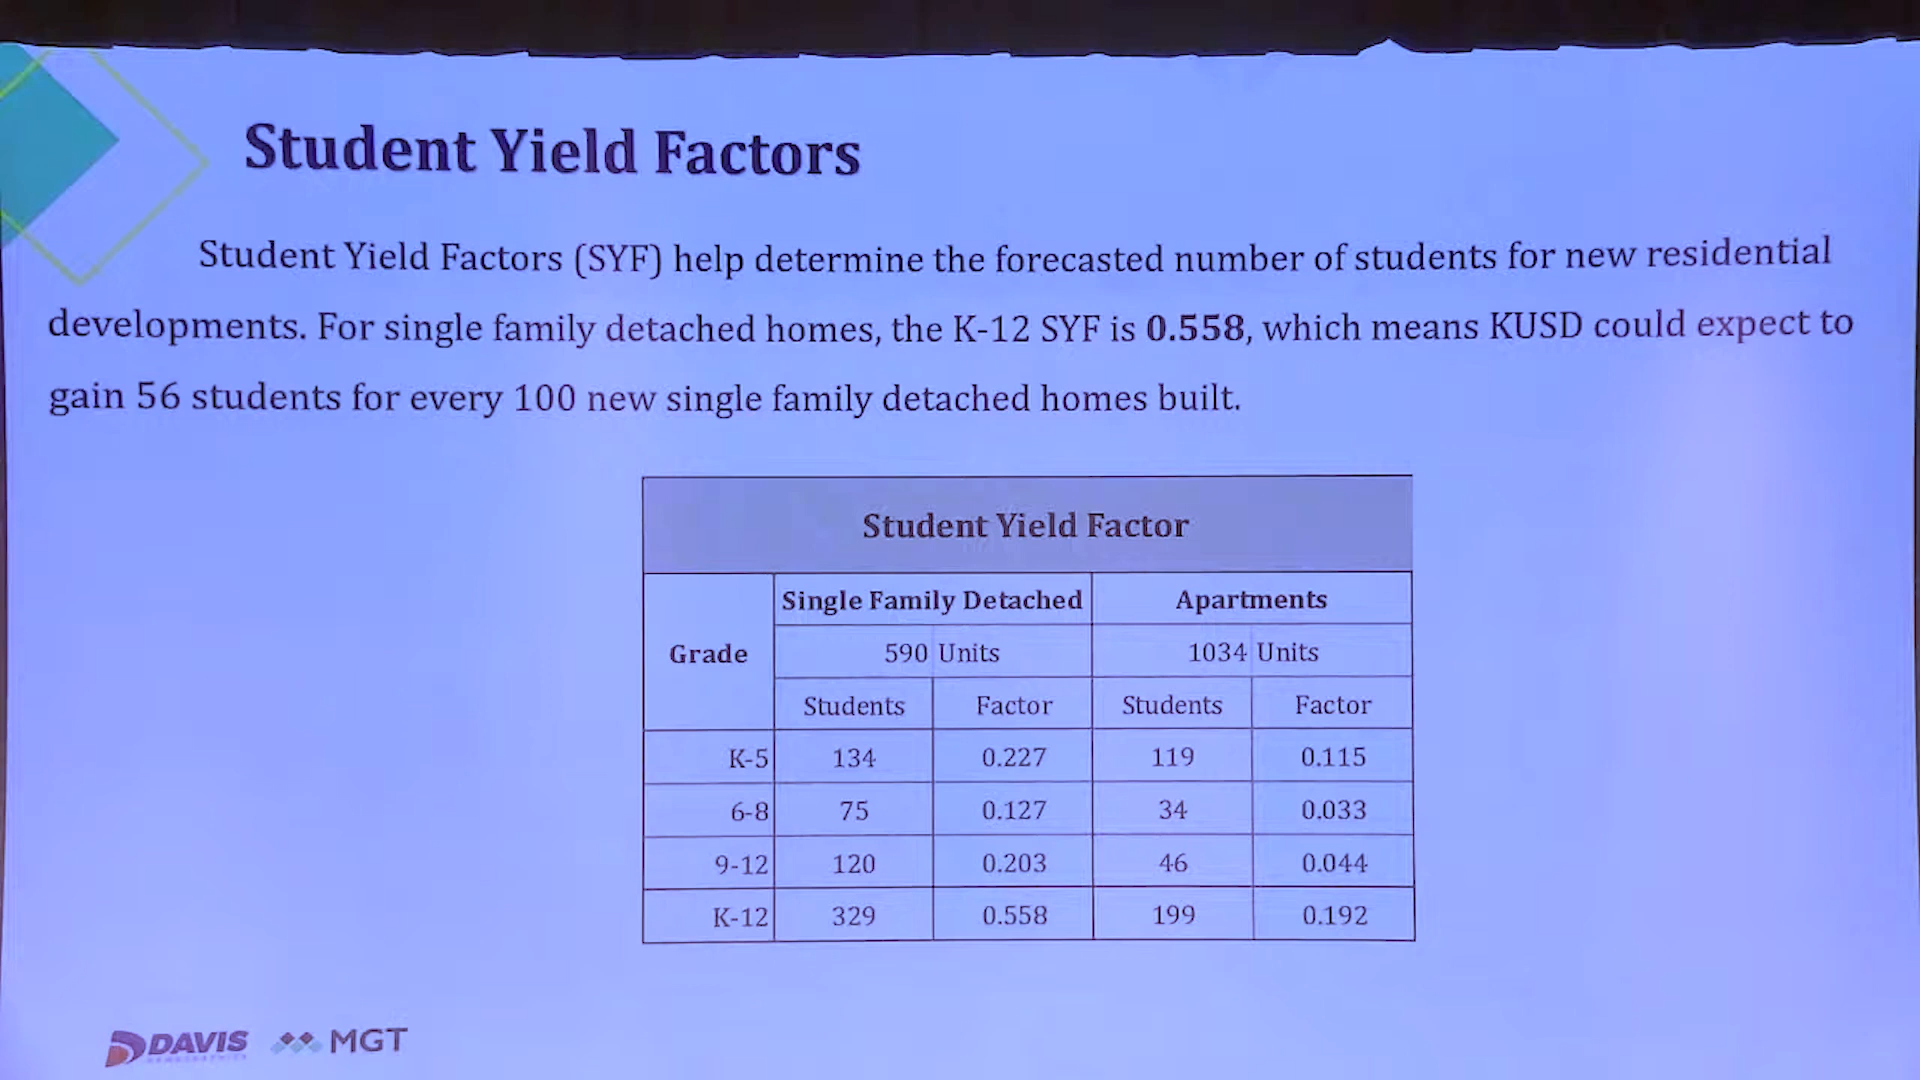 Student Yield Factors
Student Yield Factors (SYF) help determine the forecasted number of students for new residential
developments. For single family detached homes, the K-12 SYF is 0.558, which means KUSD could expect to
gain 56 students for every 100 new single family detached homes built.
Student Yield Factor
Grade
Single Family Detached
Apartments
590 Units
1034 Units
Students Factor Students Factor
K-5 134 0.227 119 0.115
6-8 75 0.127 34 0.033
9-12 120 0.203 46 0.044
K-12 329 0.558 199 0.192
DAVIS
MGT